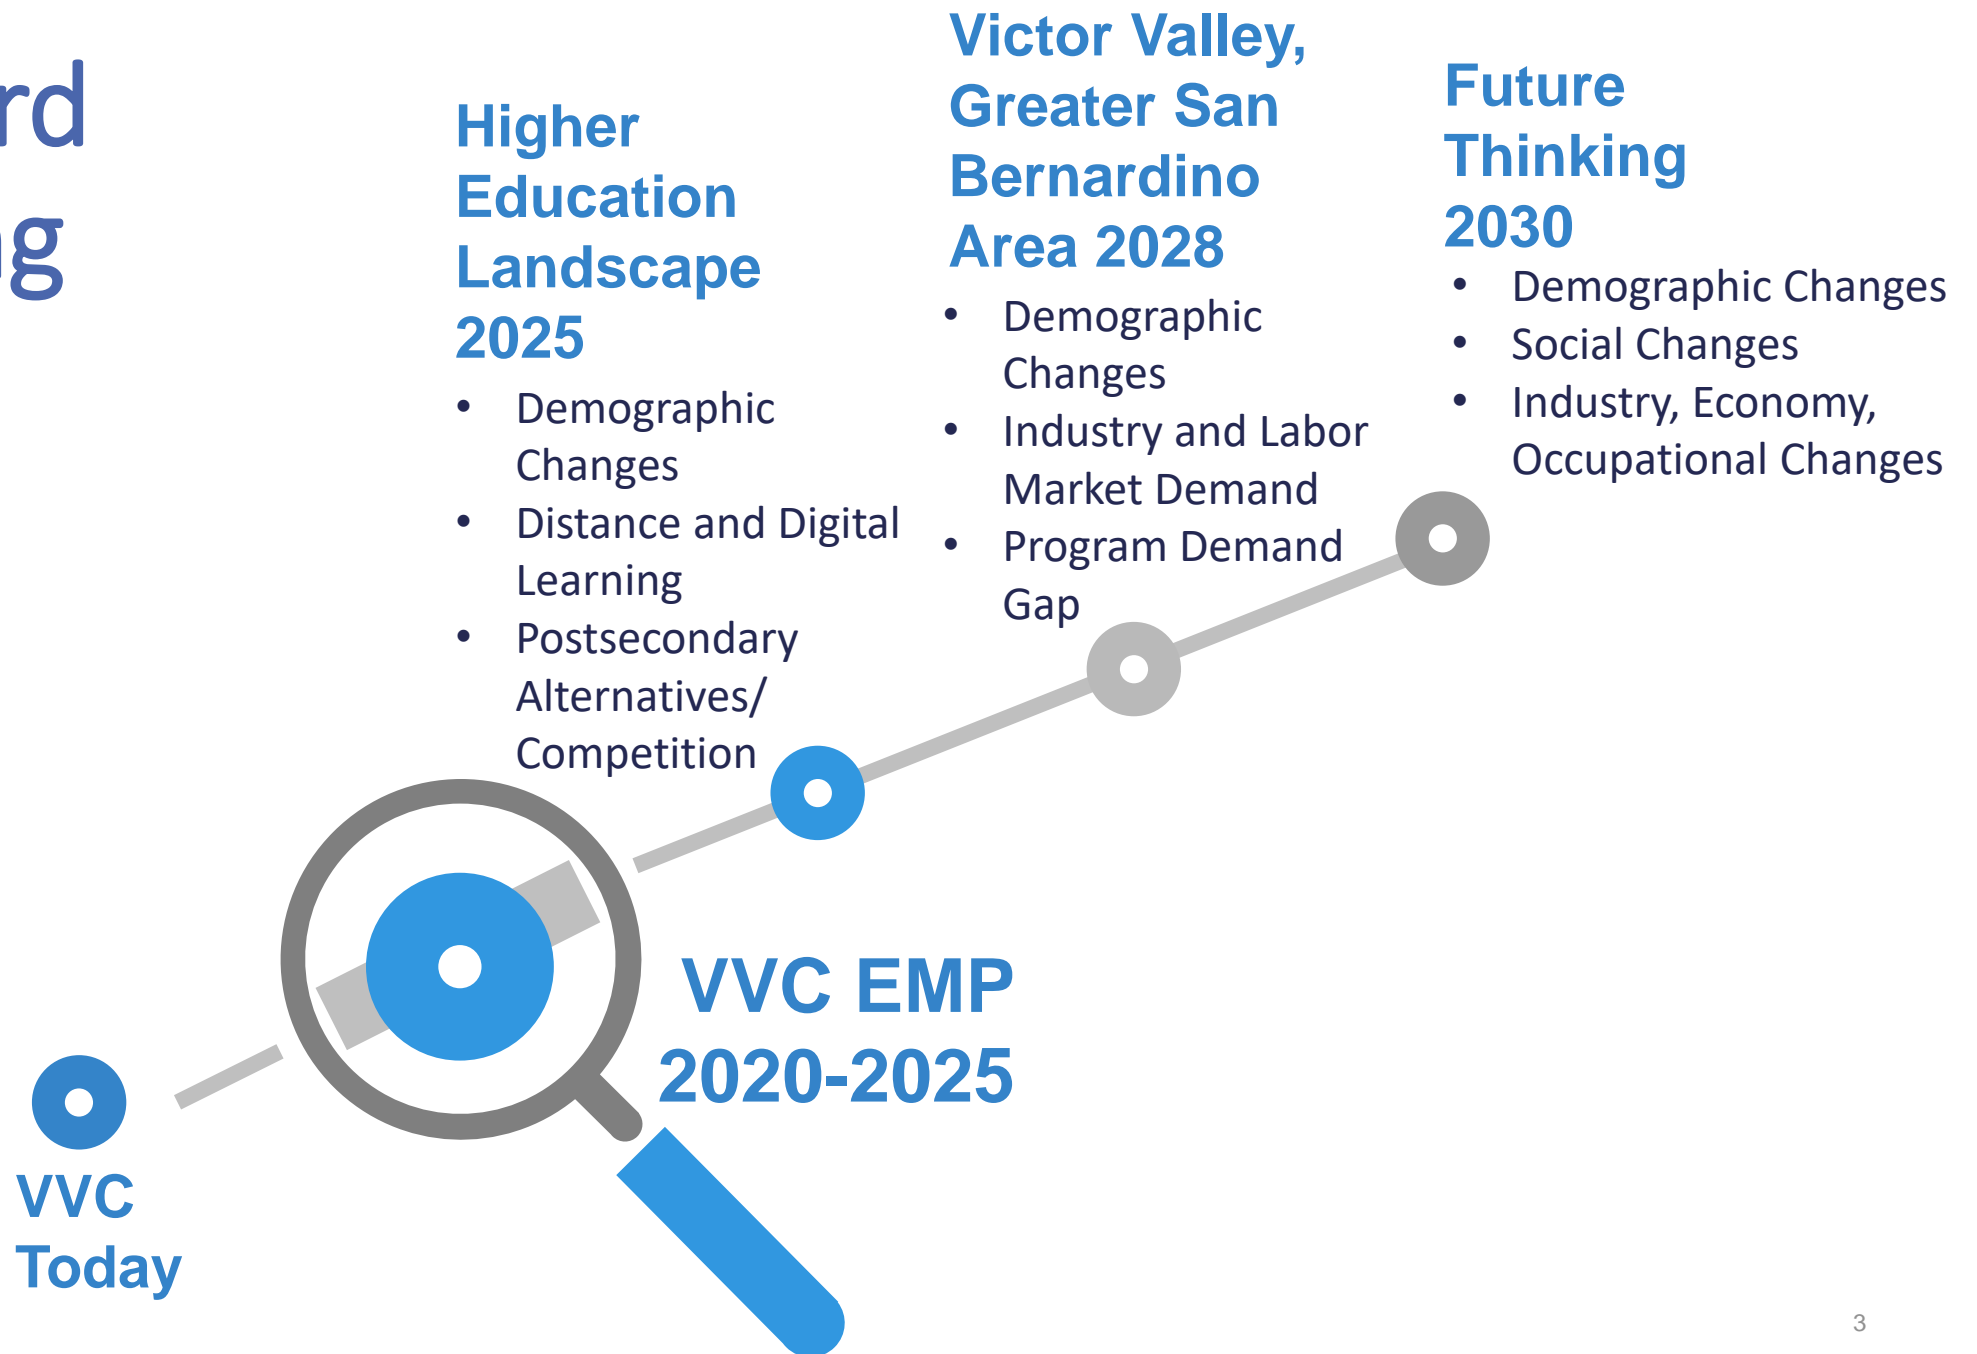 rd
ng
Higher
Education
Landscape
2025
• Demographic
Changes
• Distance and Digital
Learning
• Postsecondary
Alternatives/
Competition
Victor Valley,
Greater San
Bernardino
Area 2028
• Demographic
Changes
• Industry and Labor
Market Demand
• Program Demand
Gap
Future
Thinking
2030
• Demographic Changes
• Social Changes
• Industry, Economy,
Occupational Changes
VVC EMP
2020-2025
VVC
Today
3